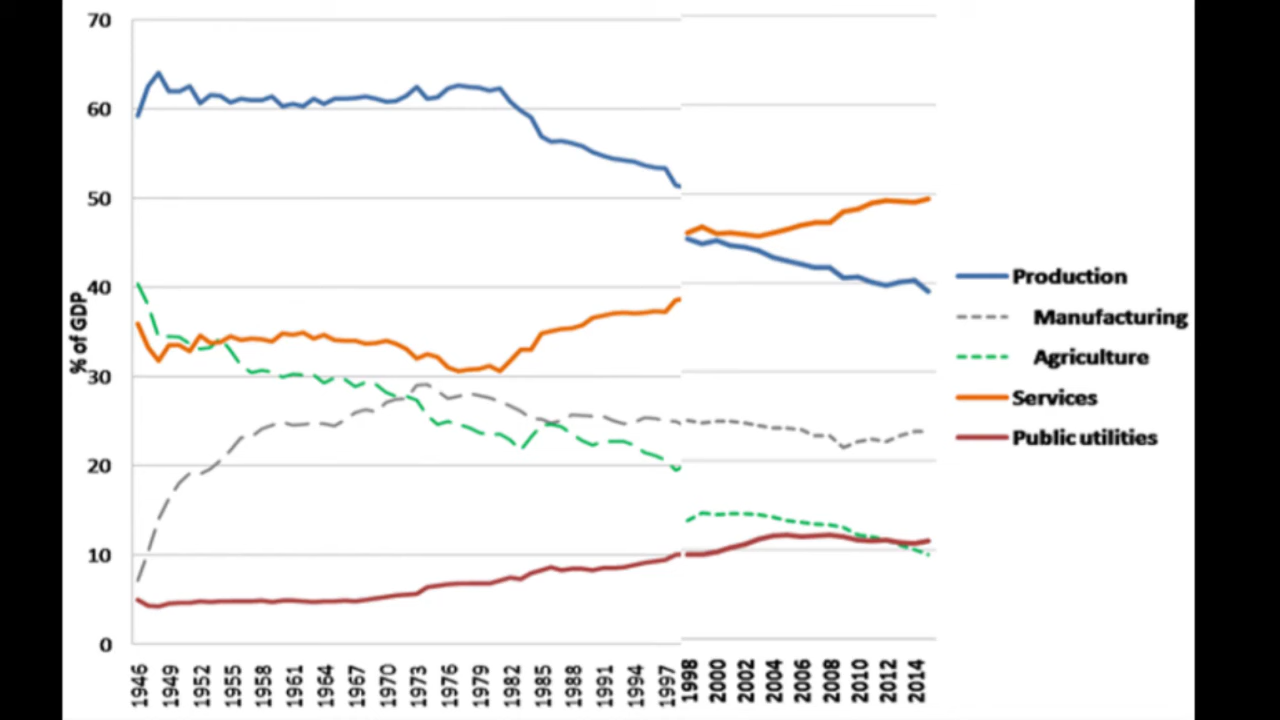 70
60
50
40
30
20
10
0
% of GDP
1946 1949 1952 1955 1958 1961 1964 1967 1970 1973 1976 1979 1982 1985 1988 1991 1994 1997 1998 2000 2002 2004 2006 2008 2010 2012 2014
Production
Manufacturing
Agriculture
Services
Public utilities